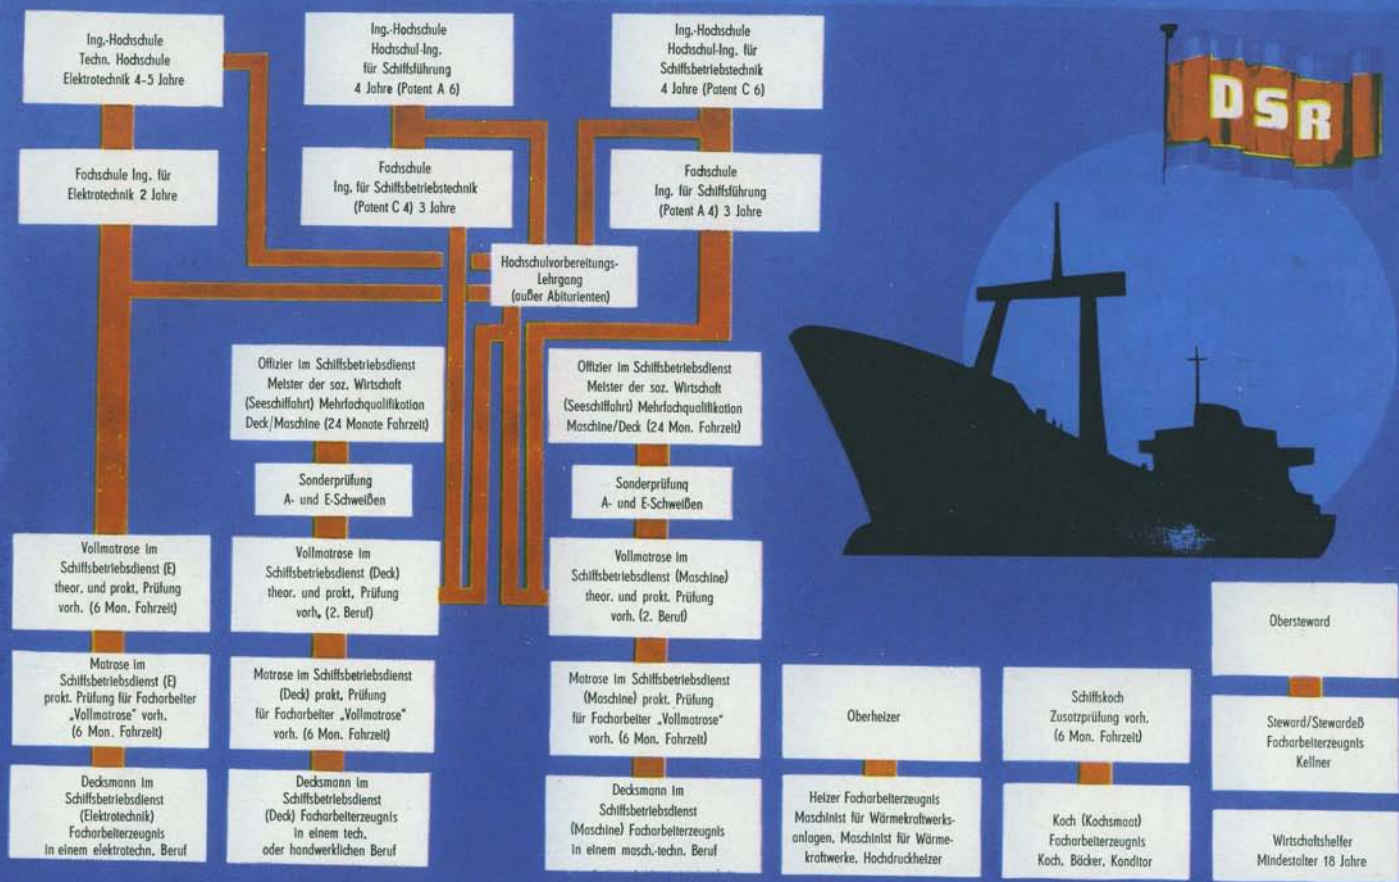 Ing.-Hochschule
Techn. Hochschule
Elektrotechnik 4-5 Jahre
Ing.-Hochschule
Hochschul-Ing.
für Schiffsführung
4 Jahre (Patent A 6)
Ing.-Hochschule
Hochschul-Ing. für
Schiffsbetriebstechnik
4 Jahre (Patent C 6)
DSR
Fachschule Ing. für
Elektrotechnik 2 Jahre
Fachschule
Ing. für Schiffsbetriebstechnik
(Patent C 4) 3 Jahre
Fachschule
Ing. für Schiffsführung
(Patent A 4) 3 Jahre
Hochschulvorbereitungs-
Lehrgang
(außer Abiturienten)
Offizier im Schiffsbetriebsdienst
Meister der soz. Wirtschaft
(Seeschiffahrt) Mehrfachqualifikation
Deck/Maschine (24 Monate Fahrzeit)
Offizier im Schiffsbetriebsdienst
Meister der soz. Wirtschaft
(Seeschiffahrt) Mehrfachqualifikation
Maschine/Deck (24 Mon. Fahrzeit)
Sonderprüfung
A- und E-Schweißen
Sonderprüfung
A- und E-Schweißen
Vollmatrose im
Schiffsbetriebsdienst (E)
theor. und prakt. Prüfung
vorh. (6 Mon. Fahrzeit)
Vollmatrose im
Schiffsbetriebsdienst (Deck)
theor. und prakt. Prüfung
vorh. (2. Beruf)
Vollmatrose im
Schiffsbetriebsdienst (Maschine)
theor. und prakt. Prüfung
vorh. (2. Beruf)
Matrose im
Schiffsbetriebsdienst (E)
prakt. Prüfung für Facharbeiter
„Vollmatrose" vorh.
(6 Mon. Fahrzeit)
Matrose im Schiffsbetriebsdienst
(Deck) prakt. Prüfung
für Facharbeiter „Vollmatrose"
vorh. (6 Mon. Fahrzeit)
Matrose im Schiffsbetriebsdienst
(Maschine) prakt. Prüfung
für Facharbeiter „Vollmatrose"
vorh. (6 Mon. Fahrzeit)
Oberheizer
Schiffskoch
Zusatzprüfung vorh.
(6 Mon. Fahrzeit)
Obersteward
Steward/Stewardeß
Facharbeiterzeugnis
Kellner
Decksmann im
Schiffsbetriebsdienst
(Elektrotechnik)
Facharbeiterzeugnis
in einem elektrotechn. Beruf
Decksmann im
Schiffsbetriebsdienst
(Deck) Facharbeiterzeugnis
in einem tech.
oder handwerklichen Beruf
Decksmann im
Schiffsbetriebsdienst
(Maschine) Facharbeiterzeugnis
in einem masch.-techn. Beruf
Heizer Facharbeiterzeugnis
Maschinist für Wärmekraftwerks-
anlagen, Maschinist für Wärme-
kraftwerke, Hochdruckheizer
Koch (Kochsmaat)
Facharbeiterzeugnis
Koch, Bäcker, Konditor
Wirtschaftshelfer
Mindestalter 18 Jahre